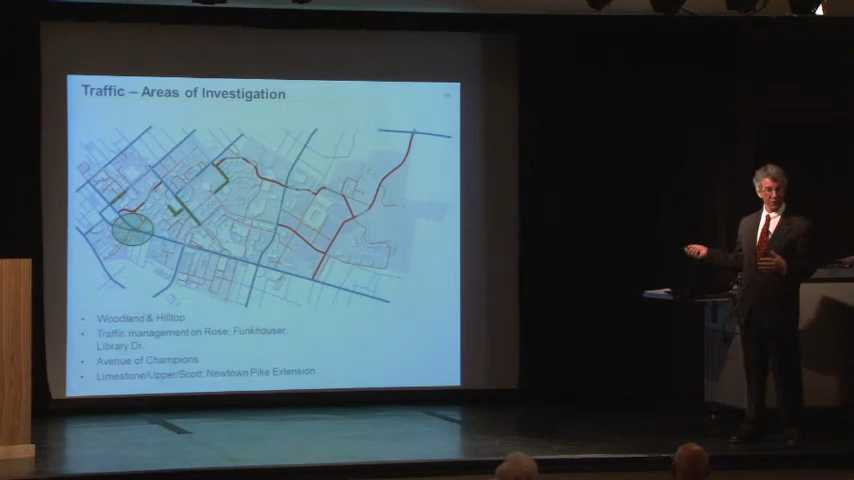 Traffic – Areas of Investigation
• Woodland & Hilltop
• Traffic management on Rose, Funkhouser,
Library Dr.
• Avenue of Champions
• Limestone/Upper/Scott; Newtown Pike Extension